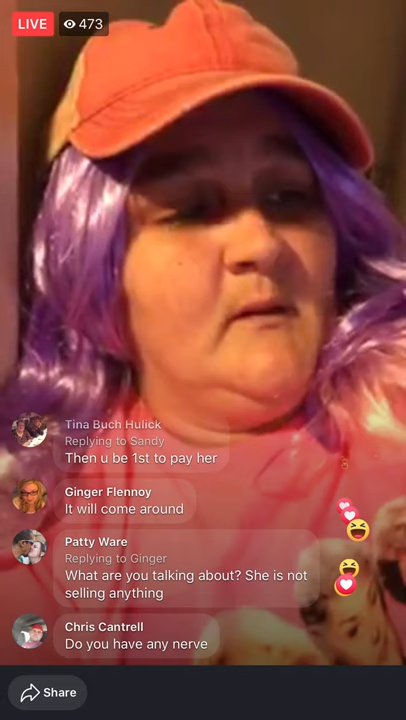 LIVE
473
Tina Buch Hulick
Replying to Sandy
Then u be 1st to pay her
Ginger Flennoy
It will come around
Patty Ware
Replying to Ginger
What are you talking about? She is not
selling anything
Chris Cantrell
Do you have any nerve
Share